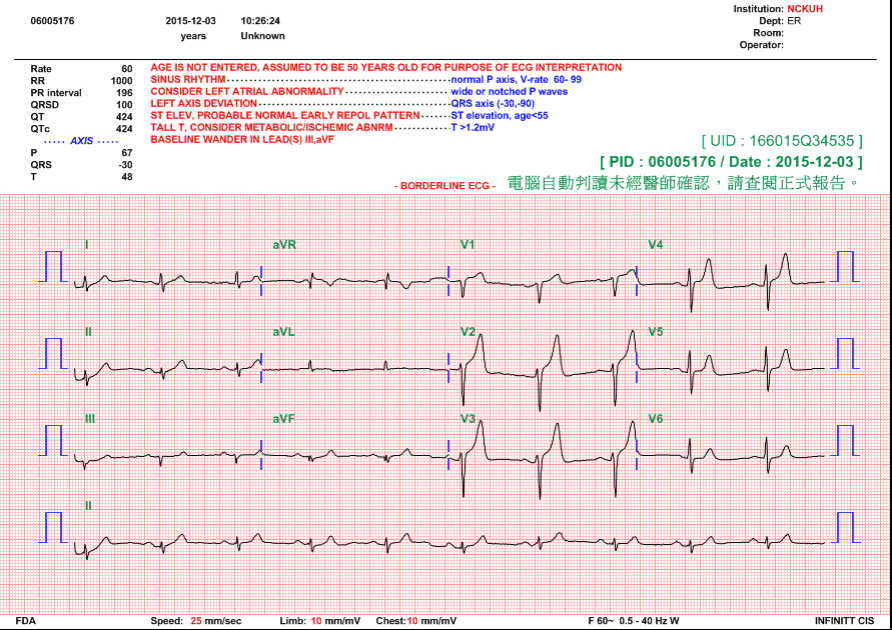 Institution: NCKUH
06005176 2015-12-03 10:26:24 Dept: ER
years Unknown Room:
Operator:
Rate 60 AGE IS NOT ENTERED, ASSUMED TO BE 50 YEARS OLD FOR PURPOSE OF ECG INTERPRETATION
RR 1000 SINUS RHYTHM--------normal P axis, V-rate 60- 99
PR interval 196 CONSIDER LEFT ATRIAL ABNORMALITY-------- wide or notched P waves
QRSD 100 LEFT AXIS DEVIATION--------QRS axis (-30,-90)
QT 424 ST ELEV, PROBABLE NORMAL EARLY REPOL PATTERN-------ST elevation, age<55
QTc 424 TALL T, CONSIDER METABOLIC/ISCHEMIC ABNRM--------T >1.2mV
----- AXIS ----- BASELINE WANDER IN LEAD(S) III,aVF
[ UID : 166015Q34535 ]
P 67
QRS -30 [ PID : 06005176 / Date : 2015-12-03 ]
T 48
- BORDERLINE ECG - 電腦自動判讀未經醫師確認，請查閱正式報告。
I aVR V1 V4
II aVL V2 V5
III aVF V3 V6
II
FDA Speed: 25 mm/sec Limb: 10 mm/mV Chest: 10 mm/mV F 60~ 0.5 - 40 Hz W INFINITT CIS